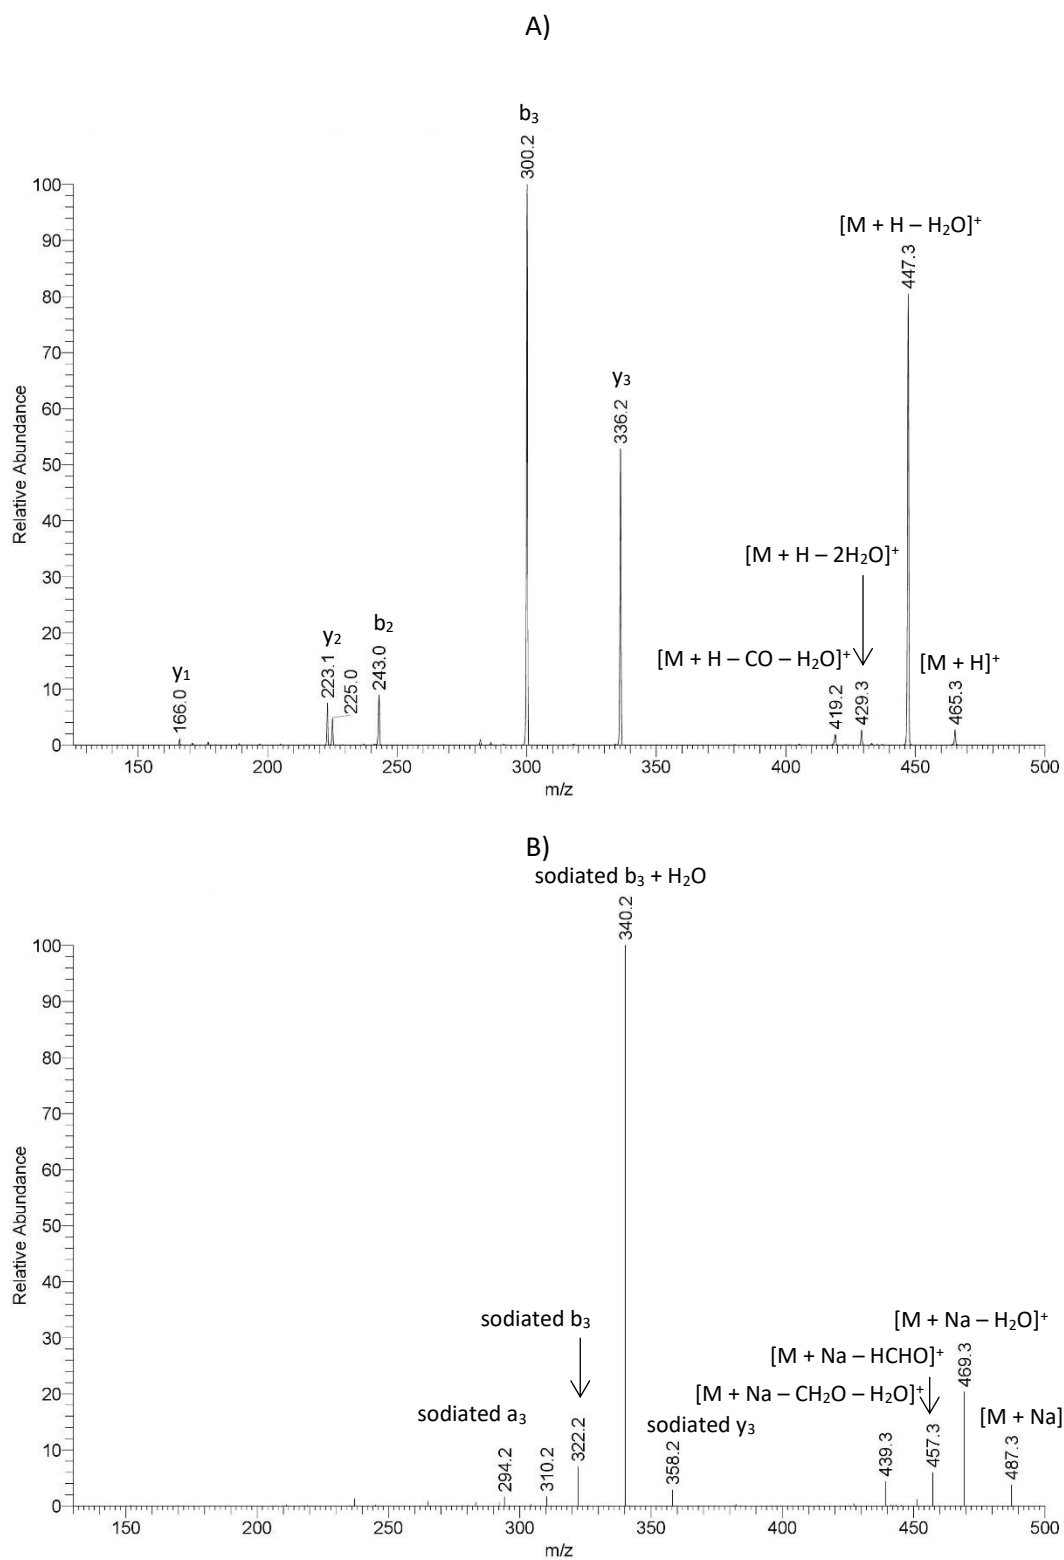 A)
b₃
300.2
[M + H – H₂O]⁺
447.3
y₃
336.2
[M + H – 2H₂O]⁺
y₂
b₂
y₁
[M + H – CO – H₂O]⁺
[M + H]⁺
166.0
223.1
225.0
243.0
419.2
429.3
465.3
Relative Abundance
100
90
80
70
60
50
40
30
20
10
0
150 200 250 300 350 400 450 500
m/z
B)
sodiated b₃ + H₂O
340.2
sodiated b₃
[M + Na – H₂O]⁺
[M + Na – HCHO]⁺
469.3
[M + Na – CH₂O – H₂O]⁺
sodiated a₃
sodiated y₃
[M + Na]
294.2
310.2
322.2
358.2
439.3
457.3
487.3
Relative Abundance
100
90
80
70
60
50
40
30
20
10
0
150 200 250 300 350 400 450 500
m/z